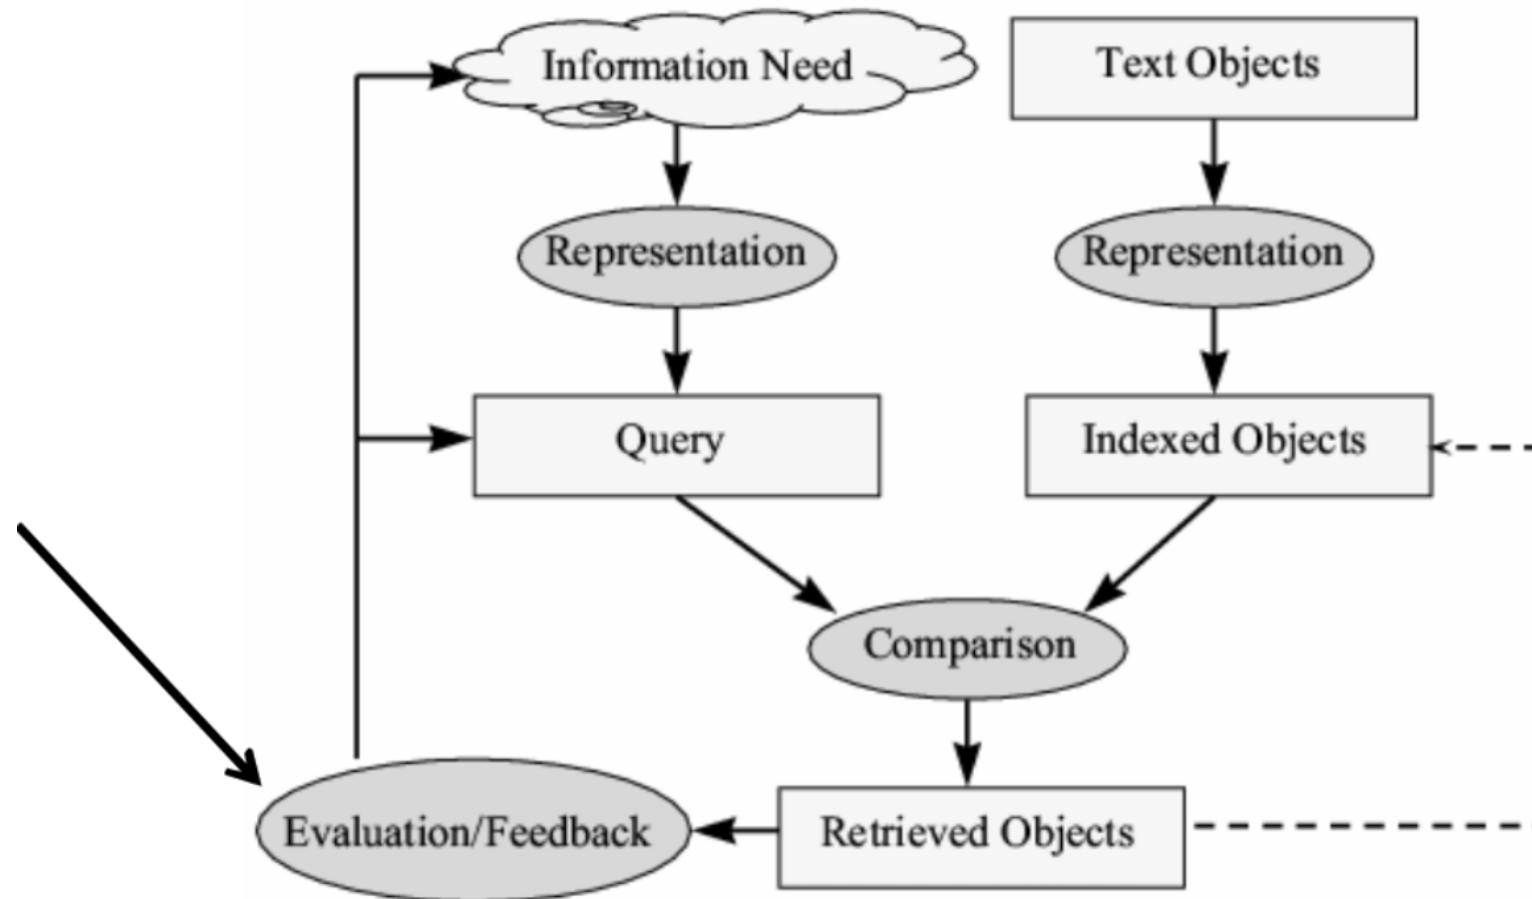 Information Need
Text Objects
Representation
Representation
Query
Indexed Objects
Comparison
Evaluation/Feedback
Retrieved Objects